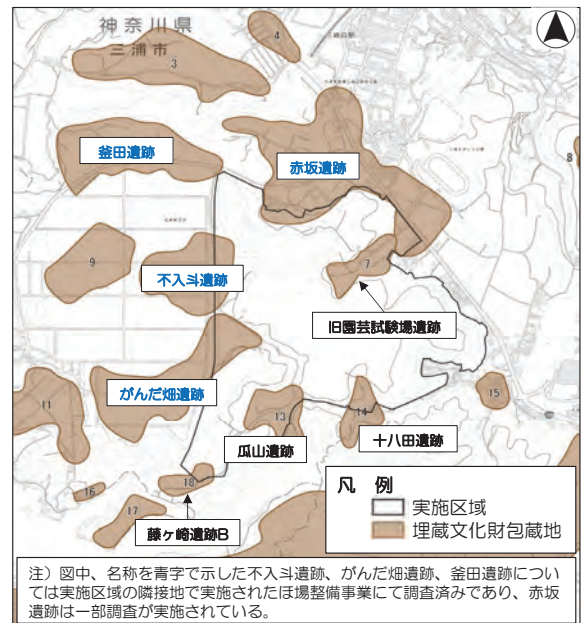 神奈川県
三浦市
4
3
釜田遺跡
赤坂遺跡
8
9
不入斗遺跡
7
旧園芸試験場遺跡
がんだ畑遺跡
11
13
14
15
瓜山遺跡
十八田遺跡
16
18
17
藤ヶ崎遺跡B
凡 例
実施区域
埋蔵文化財包蔵地
注）図中、名称を青字で示した不入斗遺跡、がんだ畑遺跡、釜田遺跡につい
ては実施区域の隣接地で実施されたほ場整備事業にて調査済みであり、赤坂
遺跡は一部調査が実施されている。